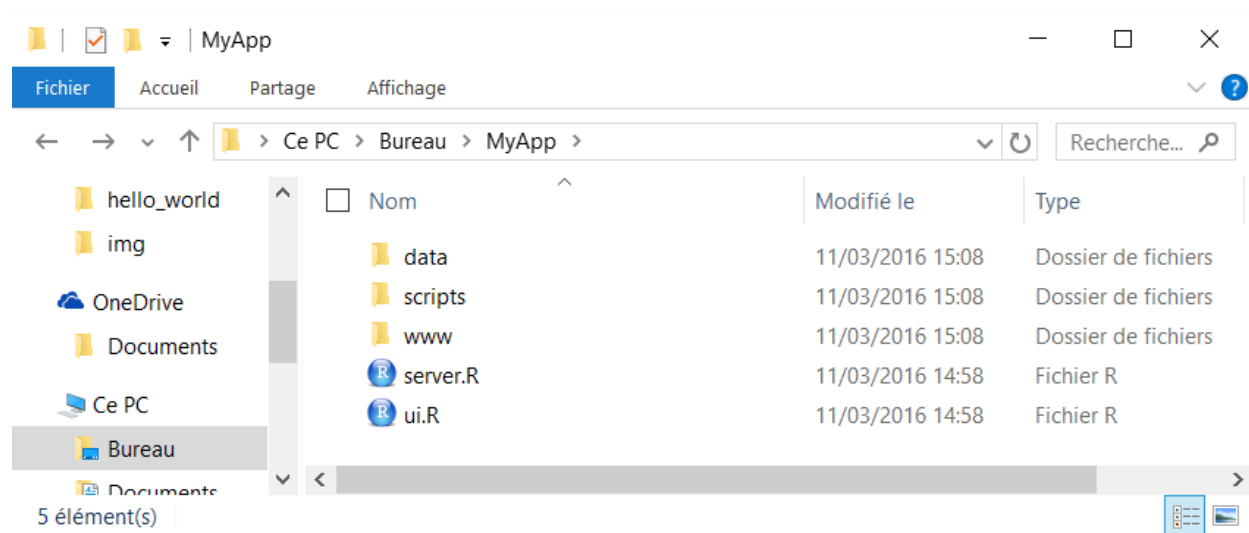 MyApp
Fichier Accueil Partage Affichage ?
Ce PC > Bureau > MyApp > Recherche...
hello_world
img
OneDrive
Documents
Ce PC
Bureau
Documents
Nom Modifié le Type
data 11/03/2016 15:08 Dossier de fichiers
scripts 11/03/2016 15:08 Dossier de fichiers
www 11/03/2016 15:08 Dossier de fichiers
R server.R 11/03/2016 14:58 Fichier R
R ui.R 11/03/2016 14:58 Fichier R
5 élément(s)